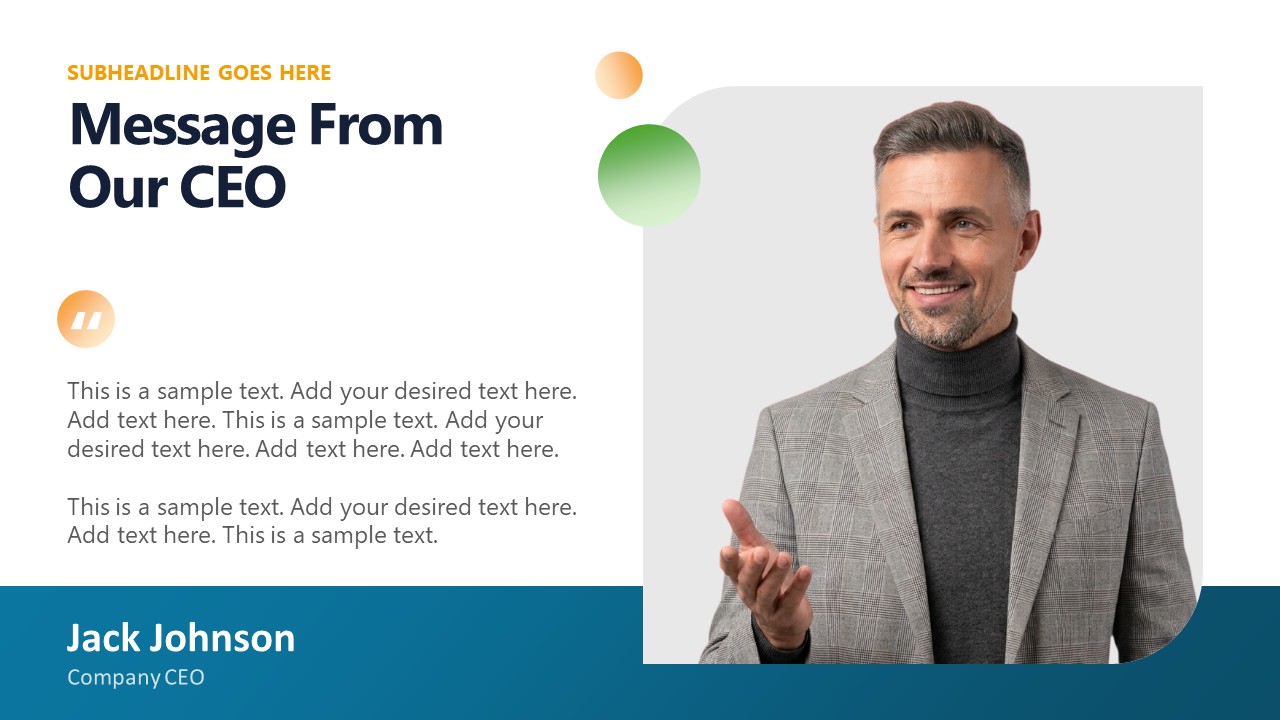 SUBHEADLINE GOES HERE
Message From
Our CEO
“
This is a sample text. Add your desired text here.
Add text here. This is a sample text. Add your
desired text here. Add text here. Add text here.
This is a sample text. Add your desired text here.
Add text here. This is a sample text.
Jack Johnson
Company CEO